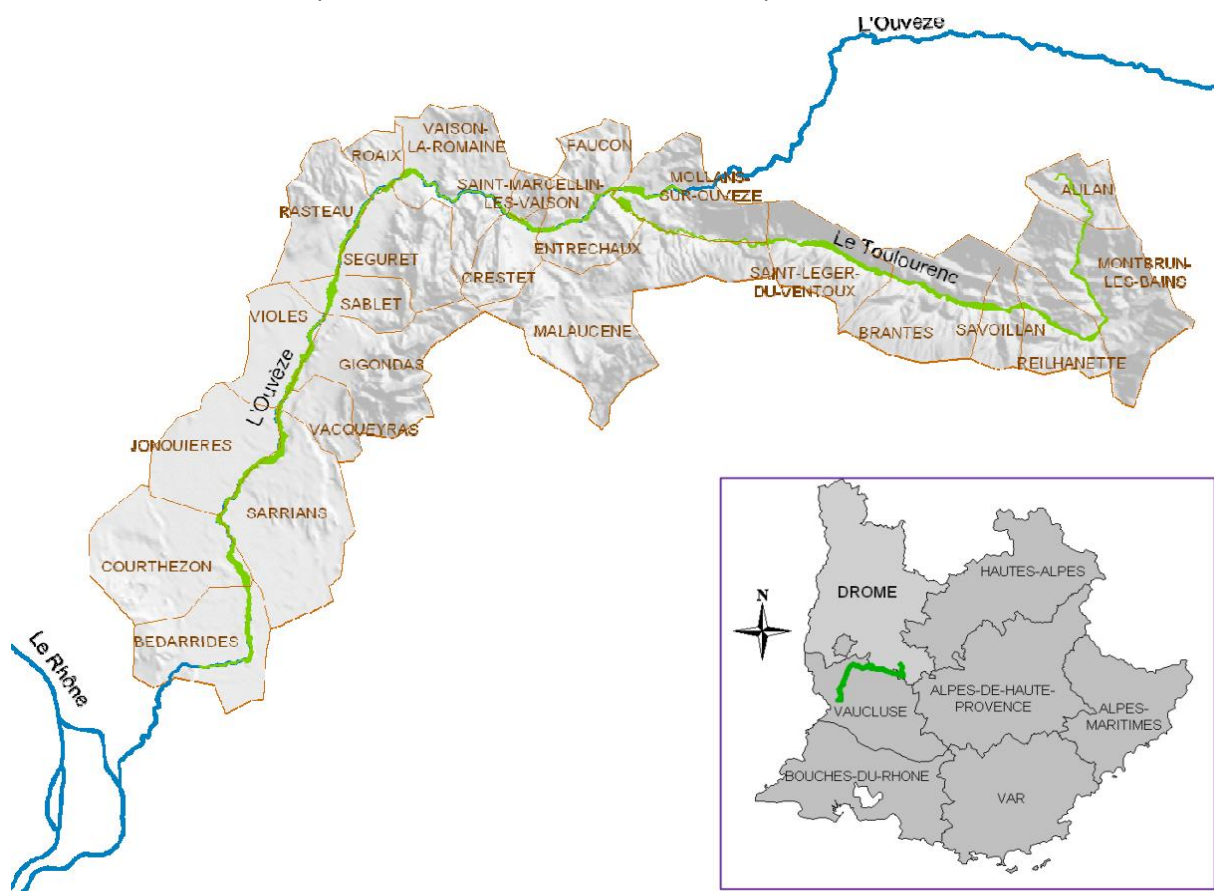 L'Ouvèze
VAISON-
LA-ROMAINE
FAUCON
ROAIX
MOLLANS-
SUR-OUVEZE
SAINT-MARCELLIN-
LES-VAISON
AULAN
RASTEAU
ENTRECHAUX
SEGURET
CRESTET
Le Toulourenc
MONTBRUN-
LES-BAINS
SAINT-LEGER-
DU-VENTOUX
SABLET
VIOLES
MALAUCENE
BRANTES
SAVOILLAN
REILHANETTE
GIGONDAS
L'Ouvèze
VACQUEYRAS
JONQUIERES
SARRIANS
COURTHEZON
BEDARRIDES
Le Rhône
N
HAUTES-ALPES
DROME
ALPES-DE-HAUTE-
PROVENCE
ALPES-
MARITIMES
VAUCLUSE
BOUCHES-DU-RHONE
VAR